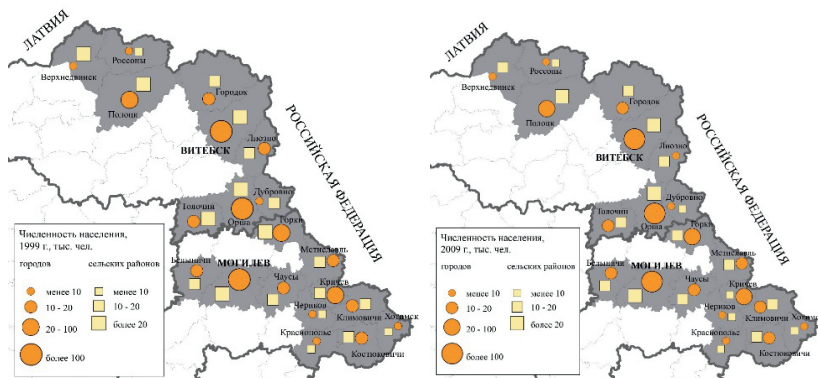 ЛАТВИЯ
Россоны
Верхнедвинск
Городок
Полоцк
РОССИЙСКАЯ ФЕДЕРАЦИЯ
ВИТЕБСК
Лиозно
Дубровно
Толочин
Орша
Горки
Мстиславль
Белыничи
МОГИЛЕВ
Чаусы
Кричев
Чериков
Климовичи
Хотимск
Краснополье
Костюковичи
Численность населения,
1999 г., тыс. чел.
городов сельских районов
менее 10 менее 10
10 - 20 10 - 20
20 - 100 более 20
более 100
ЛАТВИЯ
Россоны
Верхнедвинск
Городок
Полоцк
РОССИЙСКАЯ ФЕДЕРАЦИЯ
ВИТЕБСК
Лиозно
Дубровно
Толочин
Орша
Горки
Мстиславль
Белыничи
МОГИЛЕВ
Чаусы
Кричев
Чериков
Климовичи
Хотимск
Краснополье
Костюковичи
Численность населения,
2009 г., тыс. чел.
городов сельских районов
менее 10 менее 10
10 - 20 10 - 20
20 - 100 более 20
более 100